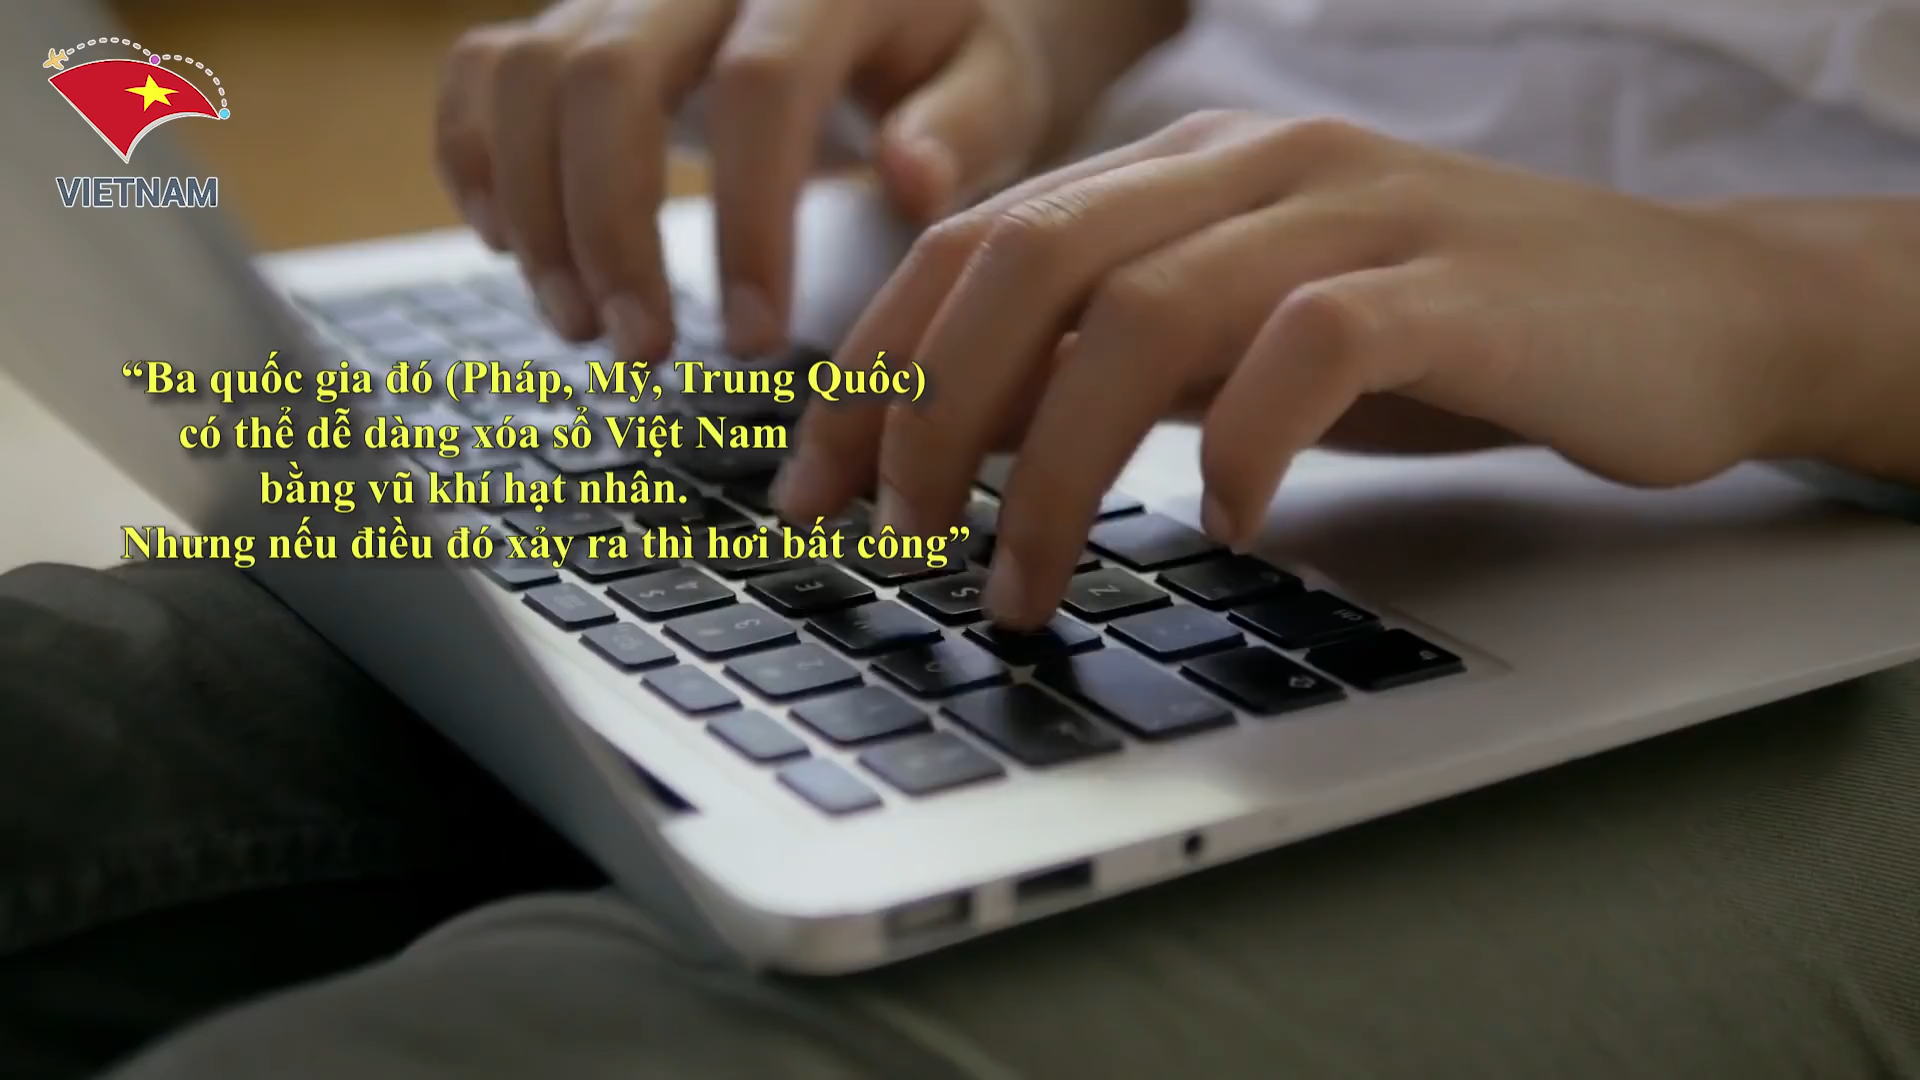 VIETNAM
“Ba quốc gia đó (Pháp, Mỹ, Trung Quốc)
có thể dễ dàng xóa sổ Việt Nam
bằng vũ khí hạt nhân.
Nhưng nếu điều đó xảy ra thì hơi bất công”